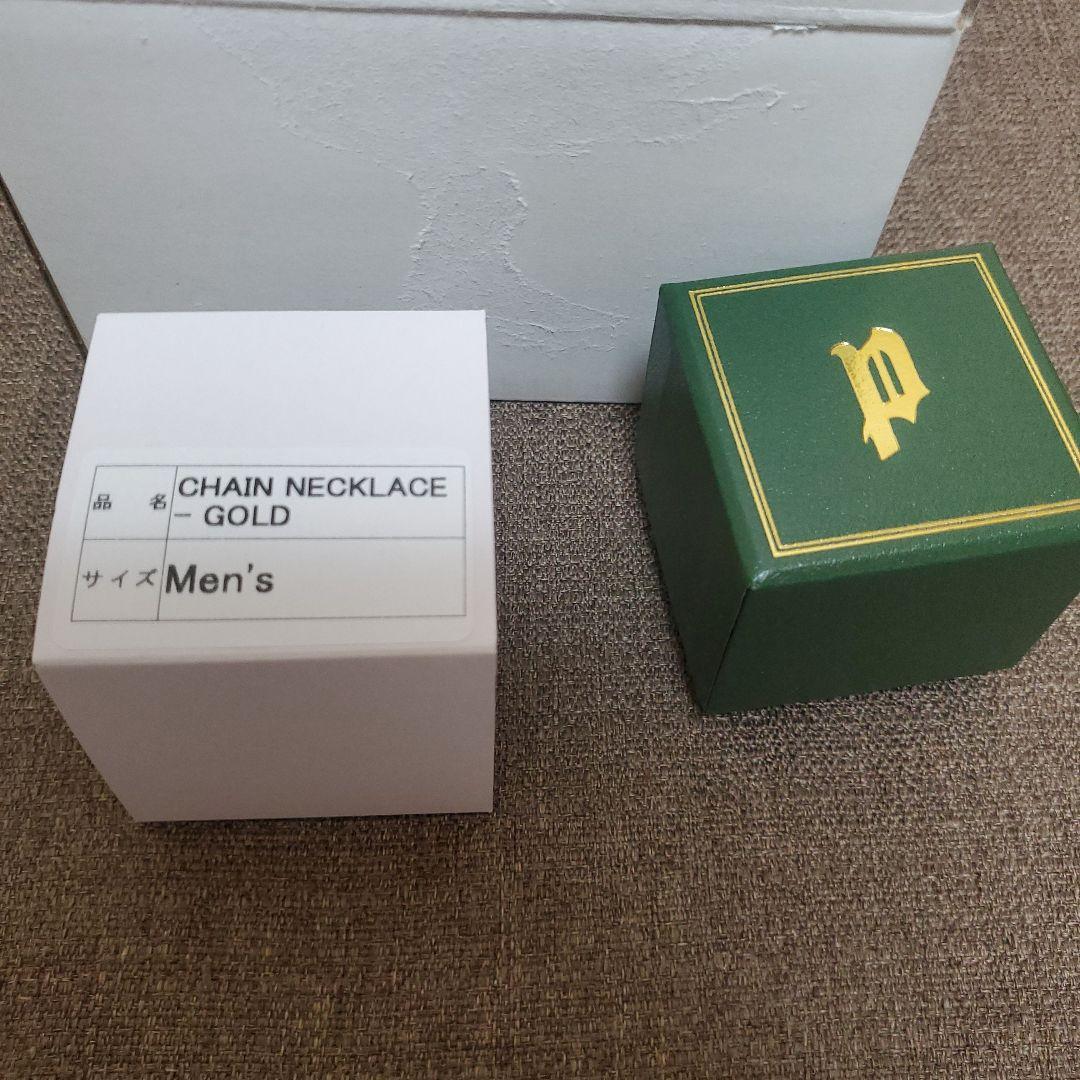 品 名 CHAIN NECKLACE
- GOLD
サイズ Men's
P